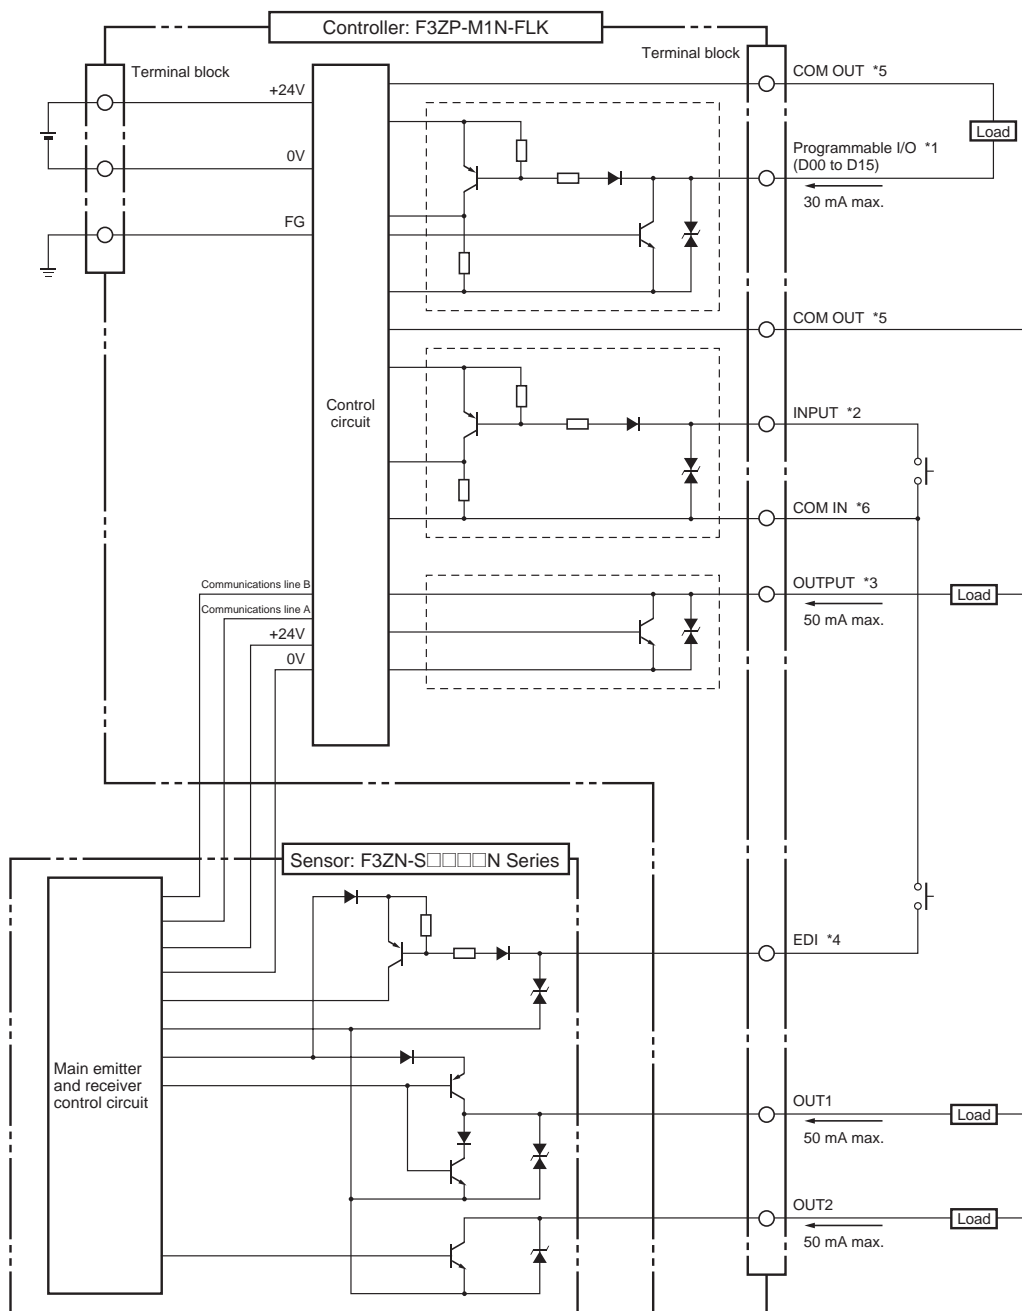 Controller: F3ZP-M1N-FLK
Terminal block
Terminal block
+24V
0V
FG
Control
circuit
COM OUT *5
Load
Programmable I/O *1
(D00 to D15)
30 mA max.
COM OUT *5
INPUT *2
COM IN *6
Communications line B
Communications line A
+24V
0V
OUTPUT *3
50 mA max.
Load
Sensor: F3ZN-S□□□□N Series
Main emitter
and receiver
control circuit
EDI *4
OUT1
50 mA max.
Load
OUT2
50 mA max.
Load